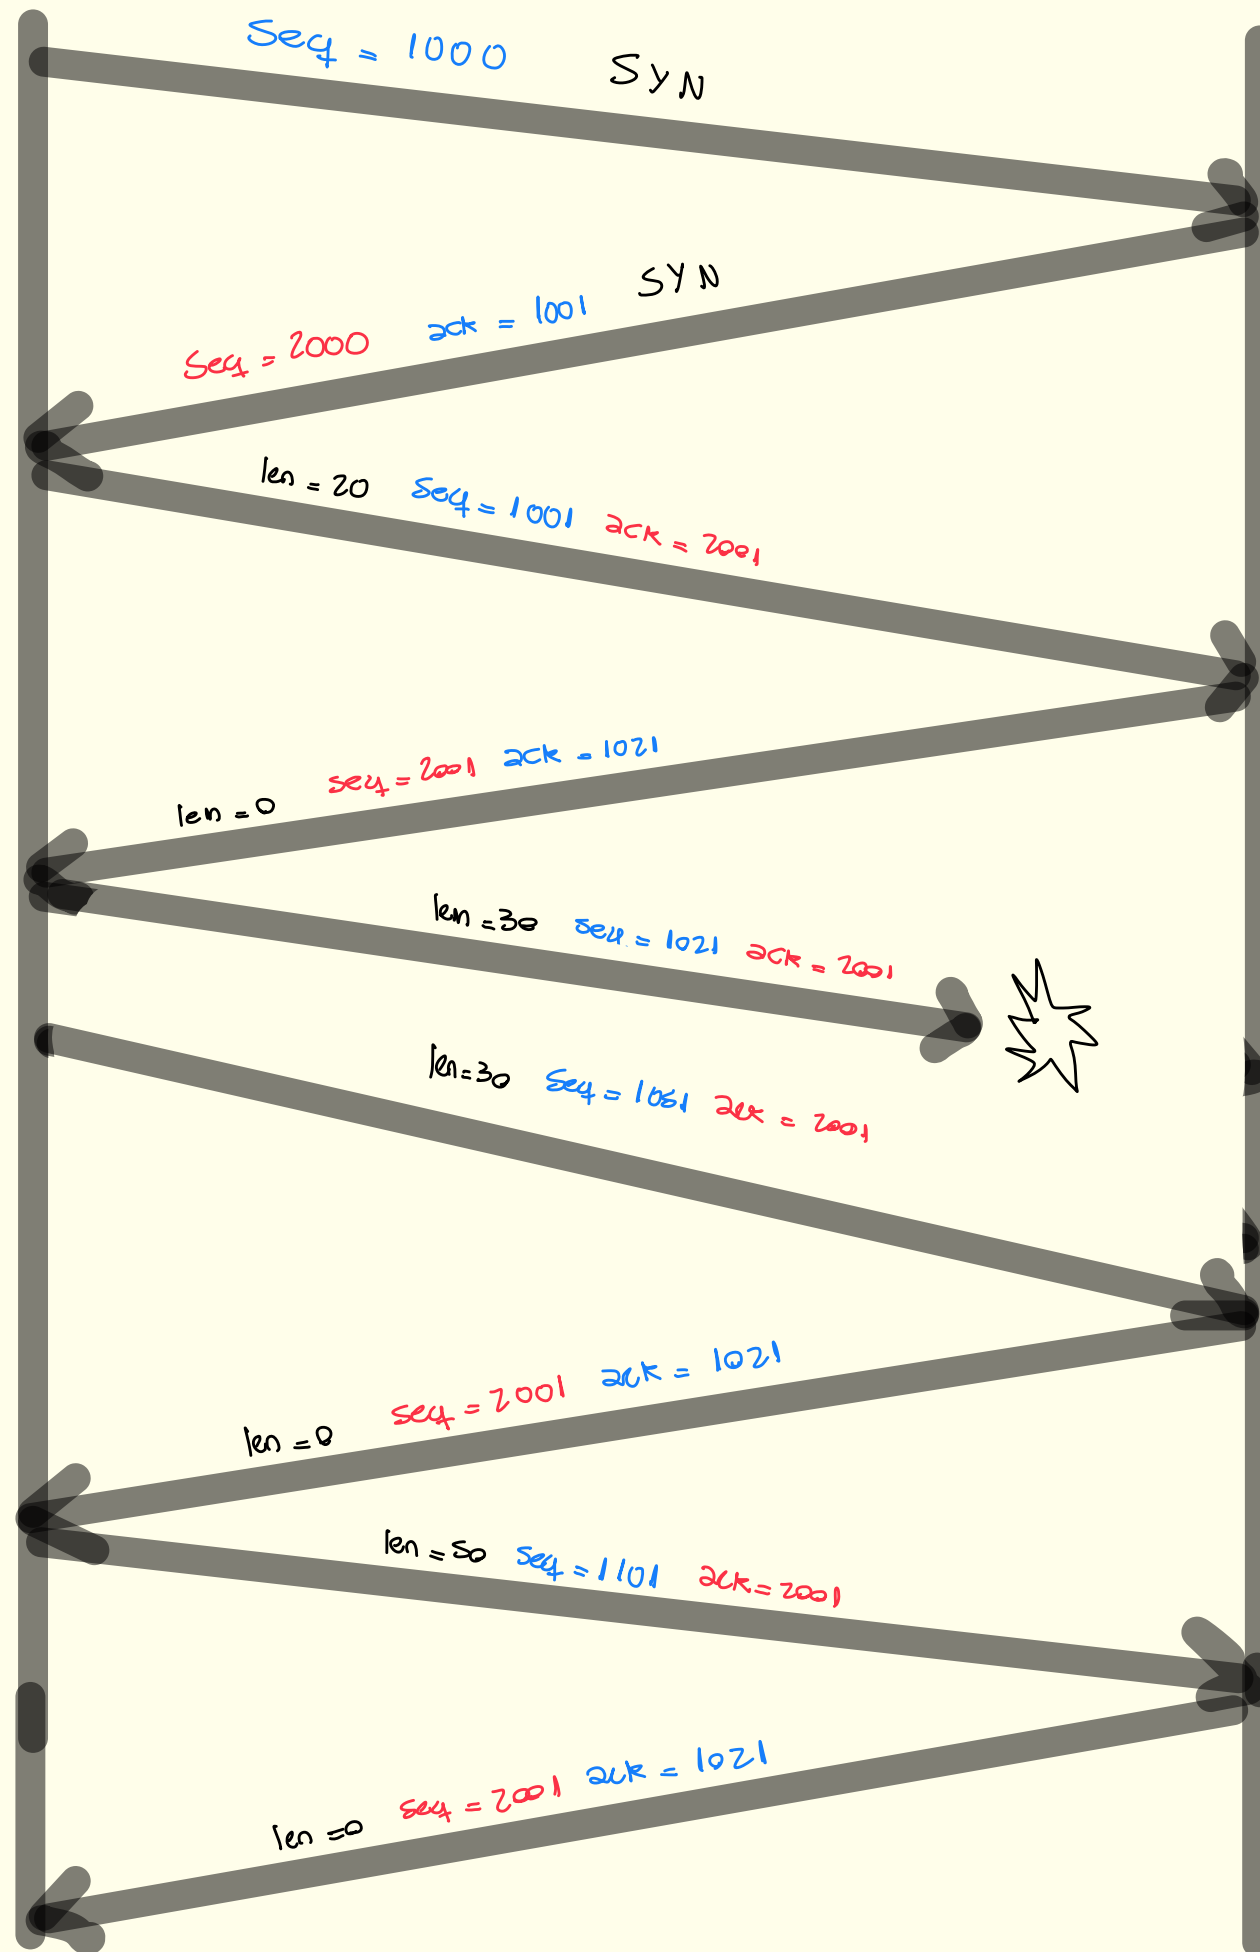 Seq = 1000 SYN
Seq = 2000 ack = 1001 SYN
len = 20 Seq = 1001 ack = 2001
len = 0 seq = 2001 ack = 1021
len = 30 seq = 1021 ack = 2001
len = 30 Seq = 1051 ack = 2001
len = 0 seq = 2001 ack = 1021
len = 50 seq = 1101 ack = 2001
len = 0 seq = 2001 ack = 1021